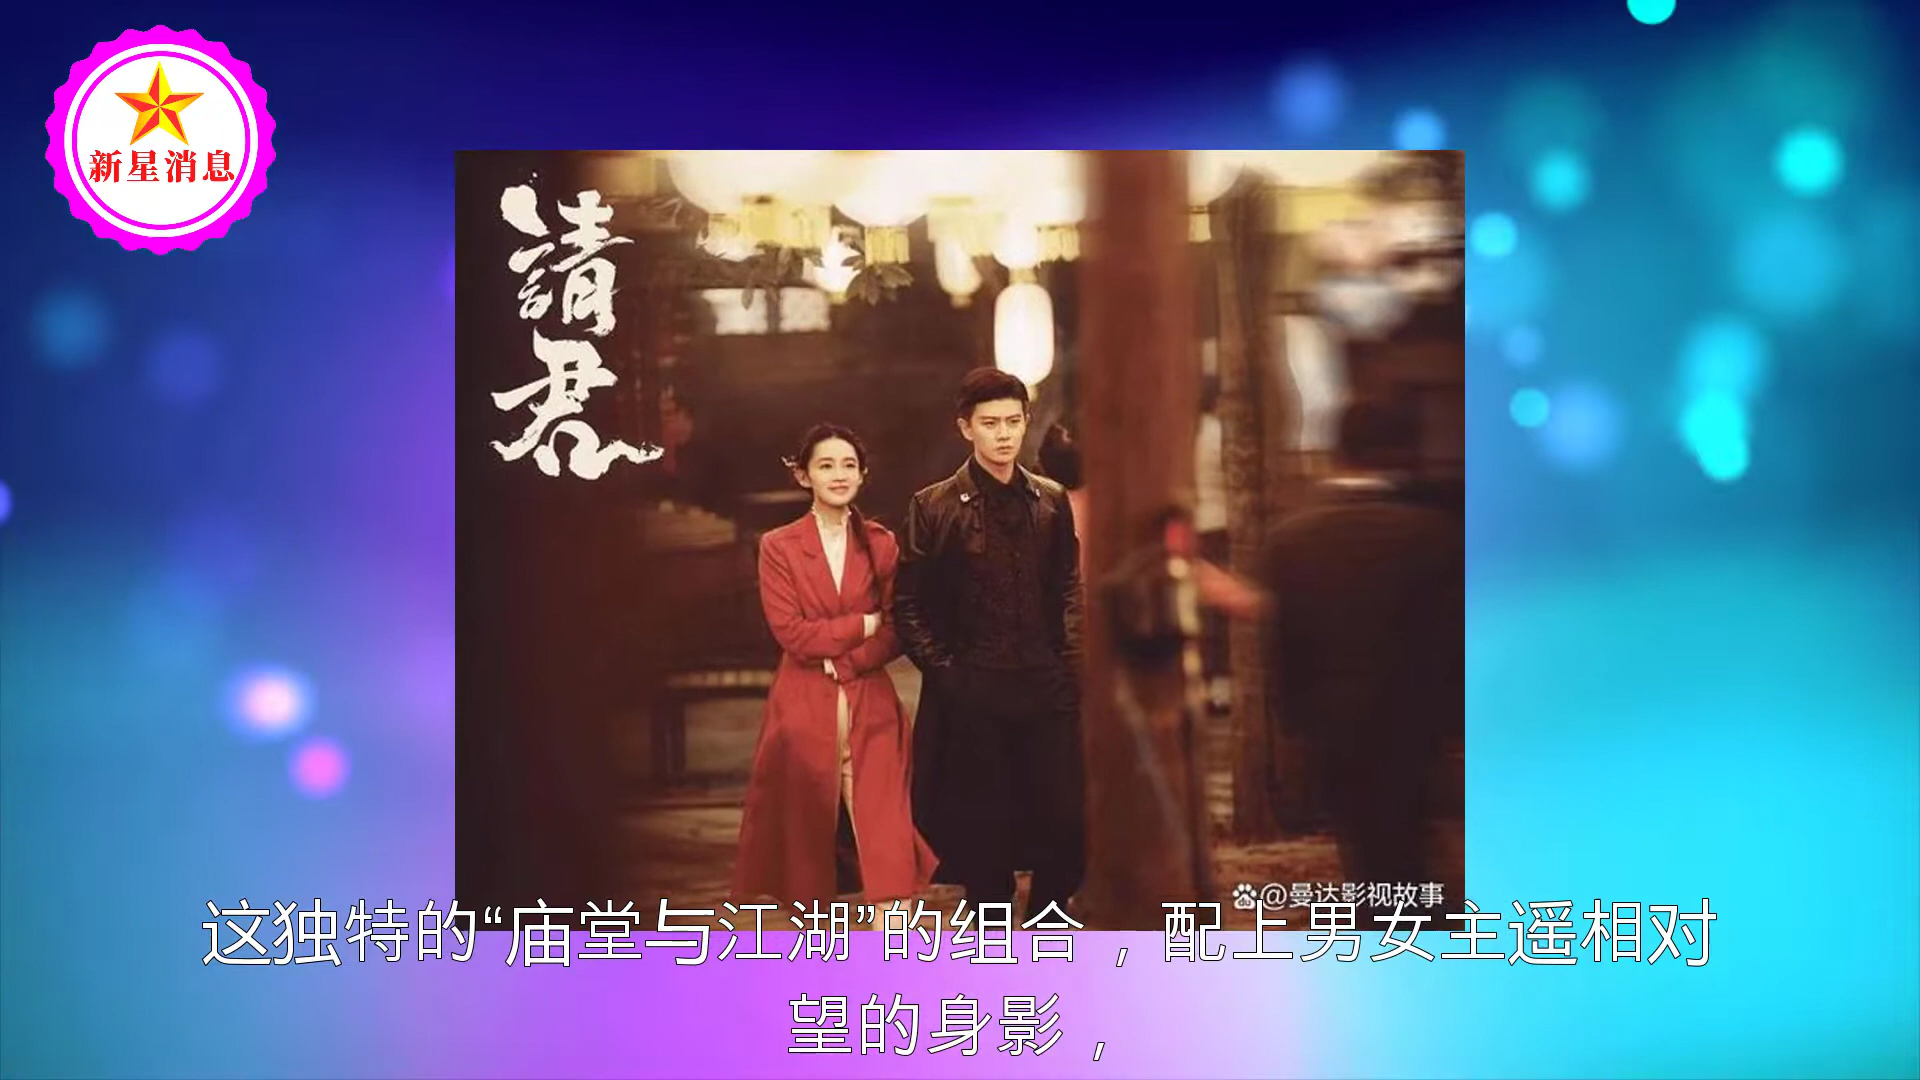 新星消息
請君
@曼达影视故事
这独特的“庙堂与江湖”的组合，配上男女主遥相对
望的身影，